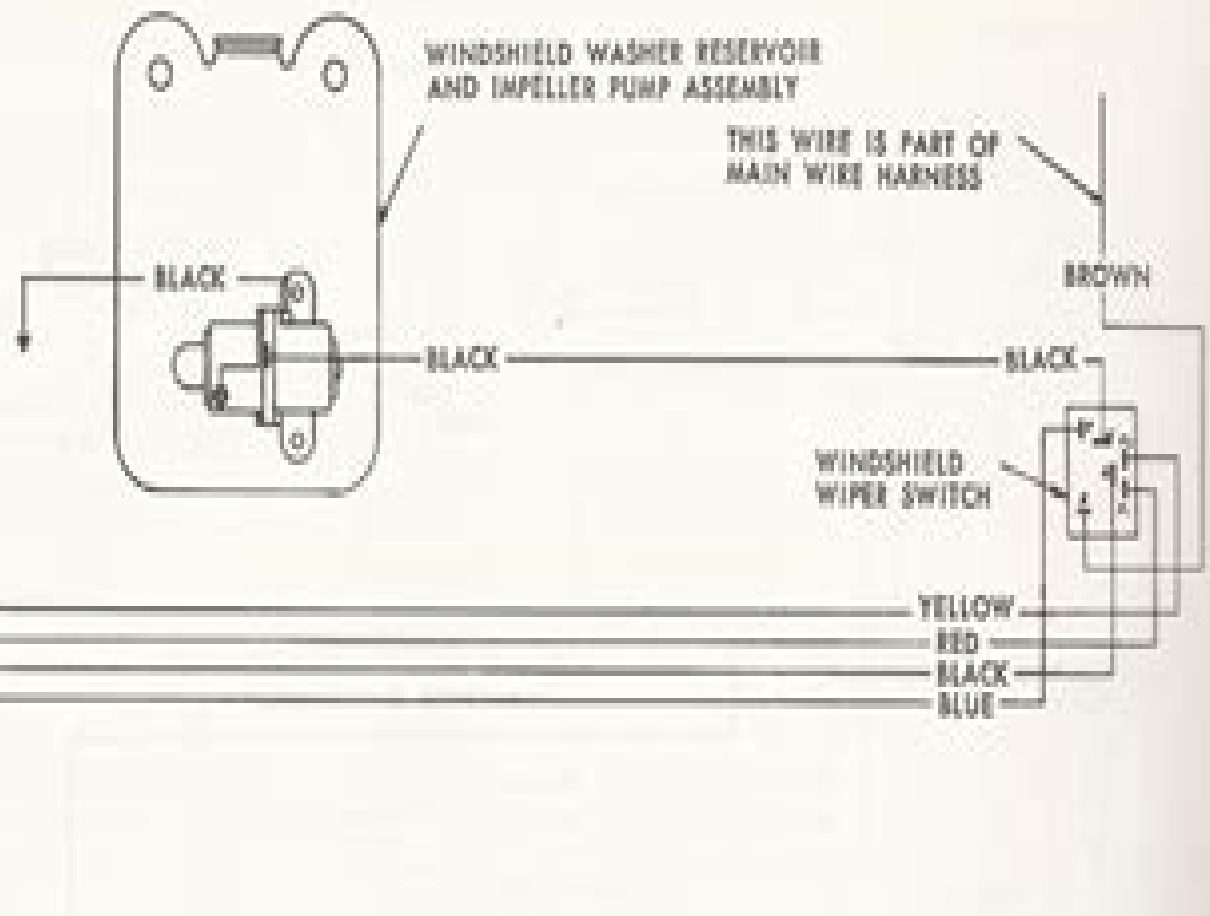 WINDSHIELD WASHER RESERVOIR
AND IMPELLER PUMP ASSEMBLY
THIS WIRE IS PART OF
MAIN WIRE HARNESS
BLACK
BROWN
BLACK
BLACK
WINDSHIELD
WIPER SWITCH
YELLOW
RED
BLACK
BLUE